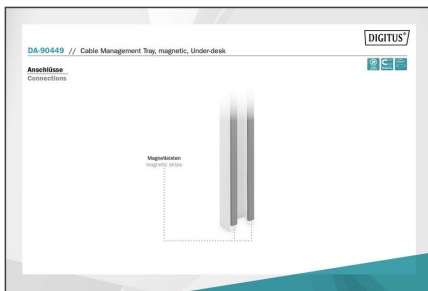 DIGITUS®
DA-90449 // Cable Management Tray, magnetic, Under-desk
Anschlüsse
Connections
Magnetleisten
magnetic strips